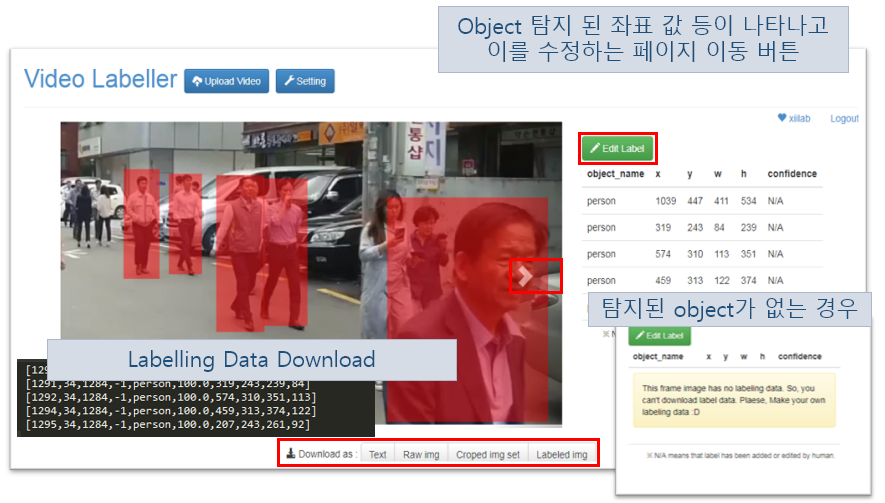 Object 탐지 된 좌표 값 등이 나타나고
이를 수정하는 페이지 이동 버튼
Video Labeller Upload Video Setting
xiilab Logout
Edit Label
object_name x y w h confidence
person 1039 447 411 534 N/A
person 319 243 84 239 N/A
person 574 310 113 351 N/A
person 459 313 122 374 N/A
통
샵
탐지된 object가 없는 경우
Edit Label
object_name x y w h confidence
This frame image has no labeling data. So, you
can't download label data. Plaese, Make your own
labeling data :D
※ N/A means that label has been added or edited by human.
Labelling Data Download
[1291,34,1284,-1,person,100.0,319,243,239,84]
[1292,34,1284,-1,person,100.0,574,310,351,113]
[1294,34,1284,-1,person,100.0,459,313,374,122]
[1295,34,1284,-1,person,100.0,207,243,261,92]
Download as : Text Raw img Croped img set Labeled img